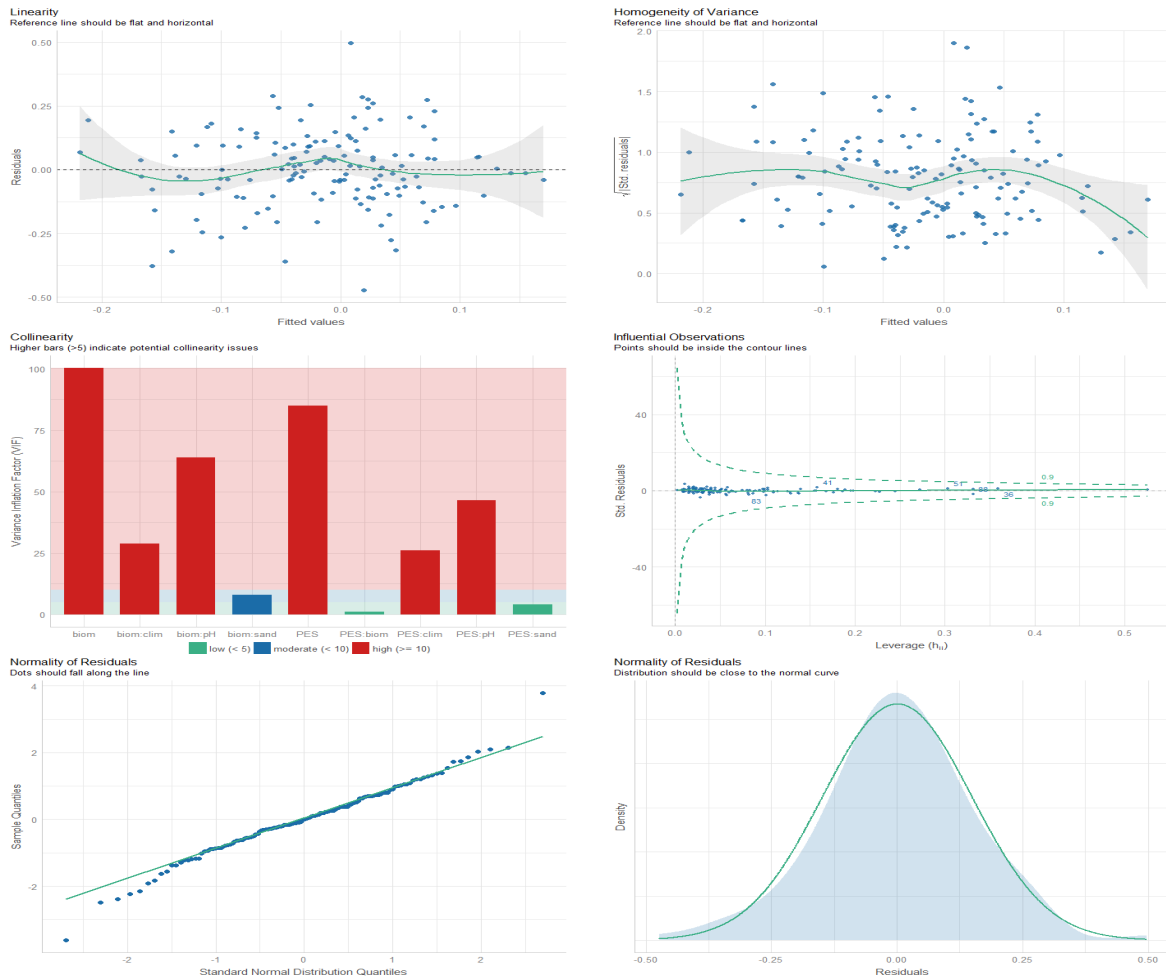 Linearity
Reference line should be flat and horizontal
Residuals
0.50
0.25
0.00
-0.25
-0.50
-0.2
-0.1
0.0
0.1
Fitted values
Homogeneity of Variance
Reference line should be flat and horizontal
√|Std. residuals|
2.0
1.5
1.0
0.5
0.0
-0.2
-0.1
0.0
0.1
Fitted values
Collinearity
Higher bars (>5) indicate potential collinearity issues
Variance Inflation Factor (VIF)
100
75
50
25
0
biom
biom:clim
biom:pH
biom:sand
PES
PES:biom
PES:clim
PES:pH
PES:sand
low (< 5)
moderate (< 10)
high (>= 10)
Influential Observations
Points should be inside the contour lines
Std. Residuals
40
0
-40
0.9
41
51
88
36
83
0.9
0.0
0.1
0.2
0.3
0.4
0.5
Leverage (hii)
Normality of Residuals
Dots should fall along the line
Sample Quantiles
4
2
0
-2
-2
-1
0
1
2
Standard Normal Distribution Quantiles
Normality of Residuals
Distribution should be close to the normal curve
Density
-0.50
-0.25
0.00
0.25
0.50
Residuals